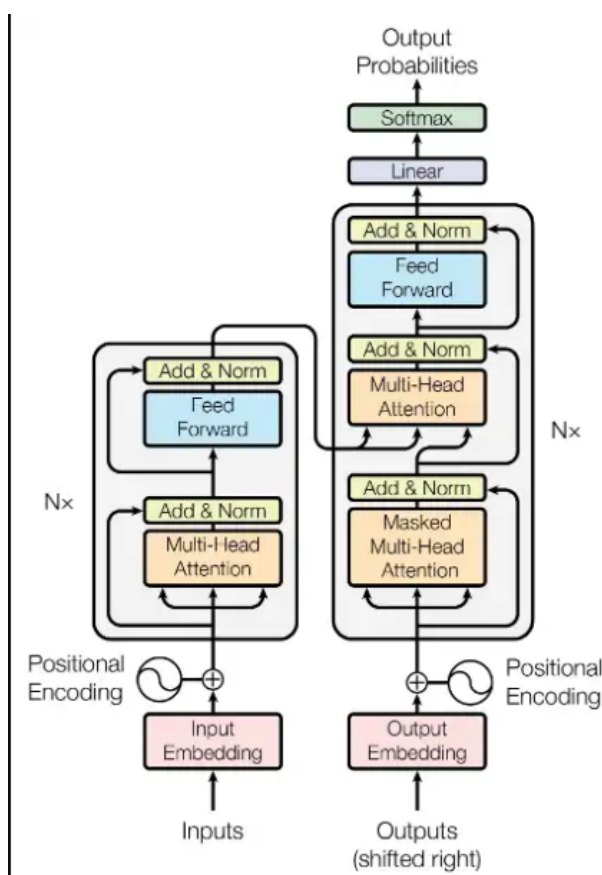 Output
Probabilities
Softmax
Linear
Add & Norm
Feed
Forward
Add & Norm
Multi-Head
Attention
Add & Norm
Masked
Multi-Head
Attention
Nx
Add & Norm
Feed
Forward
Add & Norm
Multi-Head
Attention
Nx
Positional
Encoding
Positional
Encoding
Input
Embedding
Output
Embedding
Inputs
Outputs
(shifted right)